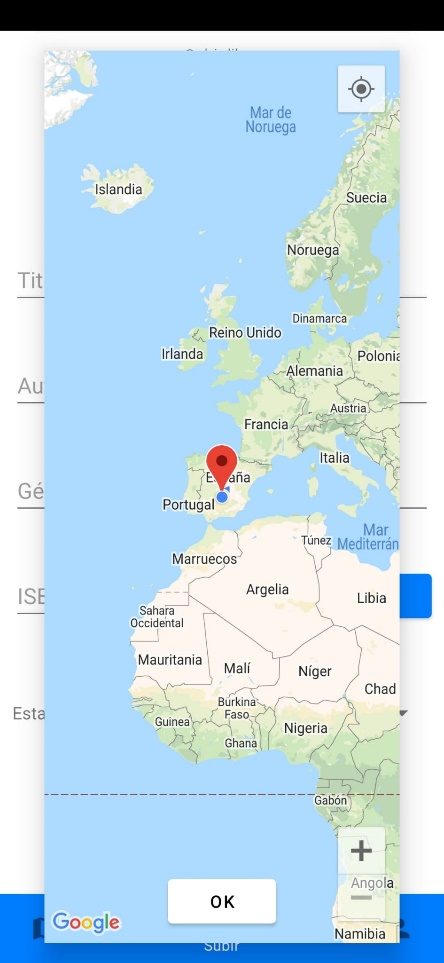 Mar de
Noruega
Islandia
Suecia
Noruega
Tít
Dinamarca
Reino Unido
Irlanda
Polonia
Alemania
Au
Austria
Francia
Italia
España
Gé
Portugal
Mar
Mediterrán
Túnez
Marruecos
Argelia
ISB
Libia
Sahara
Occidental
Mauritania
Malí
Níger
Chad
Burkina
Faso
Esta
Guinea
Nigeria
Ghana
Gabón
+
Angola
−
OK
Google
Namibia
Subir